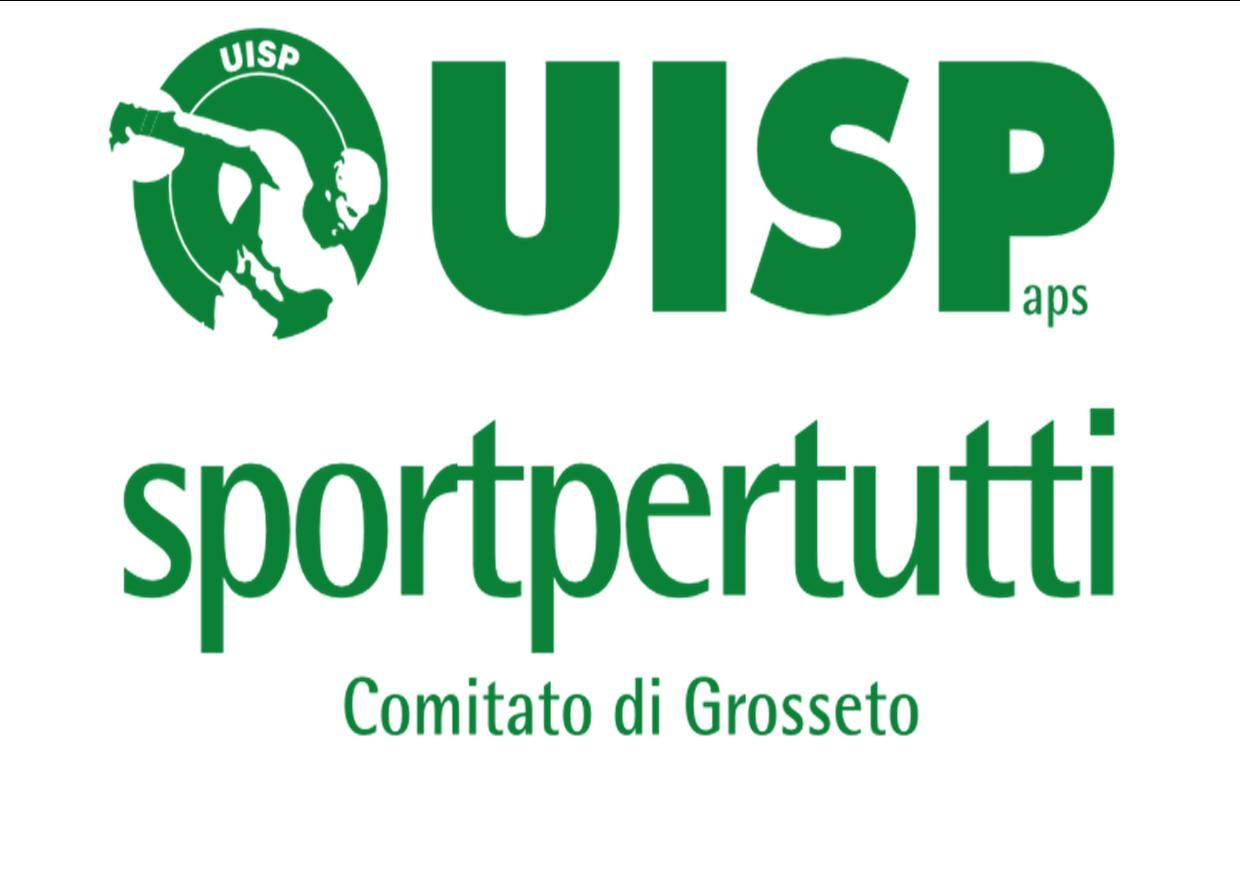 UISP
UISP
aps
sportpertutti
Comitato di Grosseto